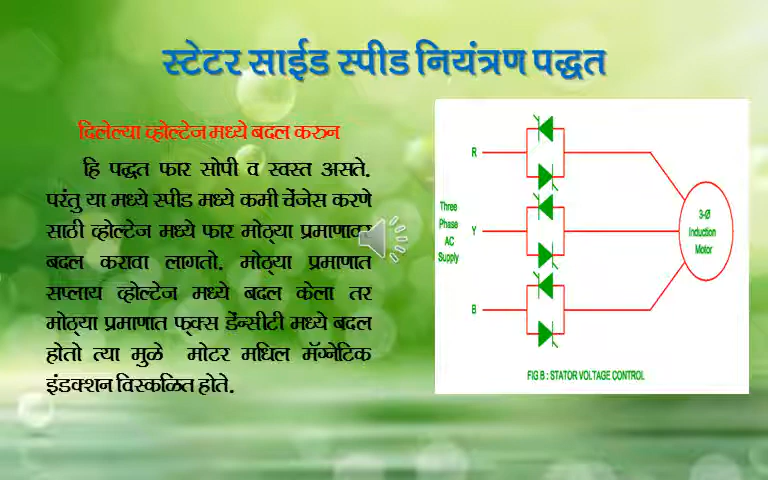 स्टेटर साईड स्पीड नियंत्रण पद्धत
दिलेल्या व्होल्टेज मध्ये बदल करुन
हि पद्धत फार सोपी व स्वस्त असते.
परंतु या मध्ये स्पीड मध्ये कमी चेंजेस करणे
साठी व्होल्टेज मध्ये फार मोठ्या प्रमाणावर
बदल करावा लागतो. मोठ्या प्रमाणात
सप्लाय व्होल्टेज मध्ये बदल केला तर
मोठ्या प्रमाणात फ्क्स डेंन्सीटी मध्ये बदल
होतो त्या मुळे मोटर मधिल मॅग्नेटिक
इंडक्शन विस्कळित होते.
R
Three
Phase
AC
Supply
Y
B
3-Ø
Induction
Motor
FIG B : STATOR VOLTAGE CONTROL